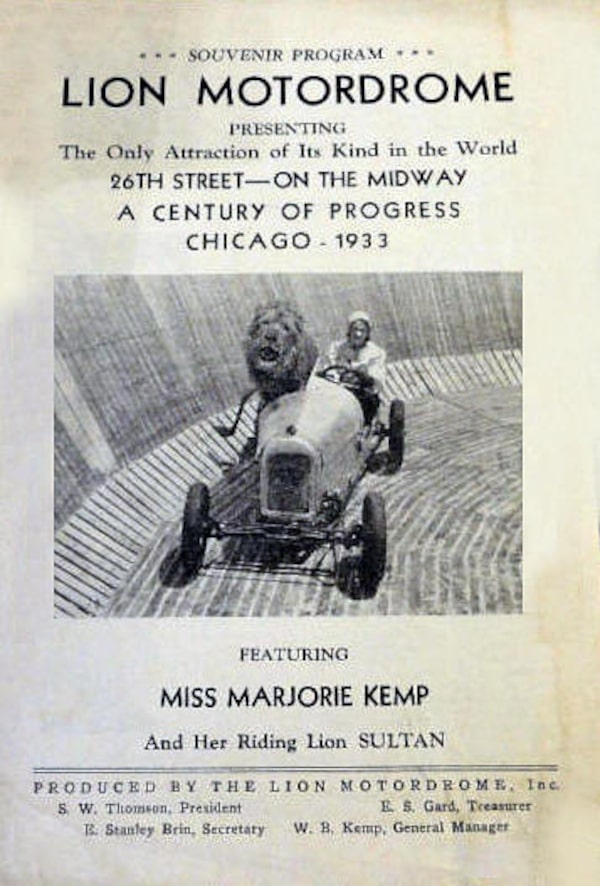 * * * SOUVENIR PROGRAM * * *
LION MOTORDROME
PRESENTING
The Only Attraction of Its Kind in the World
26TH STREET—ON THE MIDWAY
A CENTURY OF PROGRESS
CHICAGO - 1933
FEATURING
MISS MARJORIE KEMP
And Her Riding Lion SULTAN
PRODUCED BY THE LION MOTORDROME, Inc.
S. W. Thomson, President E. S. Gard, Treasurer
E. Stanley Brin, Secretary W. B. Kemp, General Manager